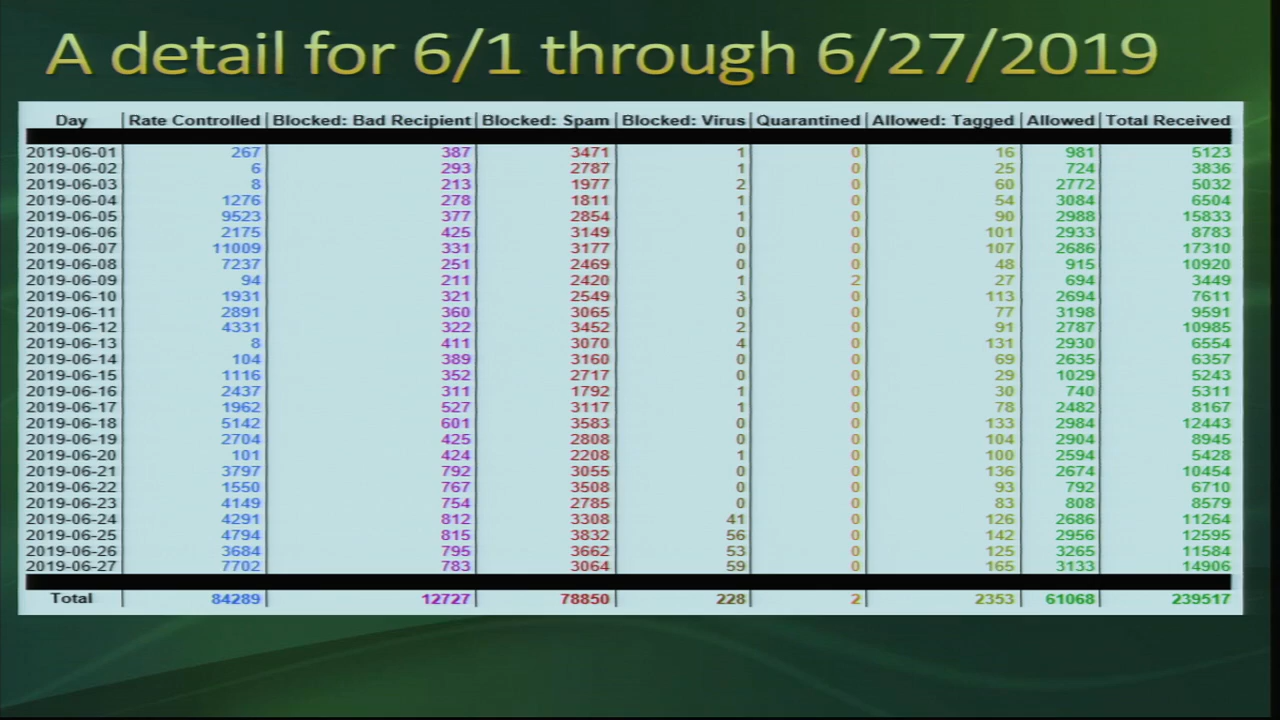 A detail for 6/1 through 6/27/2019
Day | Rate Controlled | Blocked: Bad Recipient | Blocked: Spam | Blocked: Virus | Quarantined | Allowed: Tagged | Allowed | Total Received
2019-06-01 | 267 | 387 | 3471 | 1 | 0 | 16 | 981 | 5123
2019-06-02 | 6 | 293 | 2787 | 1 | 0 | 25 | 724 | 3836
2019-06-03 | 8 | 213 | 1977 | 2 | 0 | 60 | 2772 | 5032
2019-06-04 | 1276 | 278 | 1811 | 1 | 0 | 54 | 3084 | 6504
2019-06-05 | 9523 | 377 | 2854 | 1 | 0 | 90 | 2988 | 15833
2019-06-06 | 2175 | 425 | 3149 | 0 | 0 | 101 | 2933 | 8783
2019-06-07 | 11009 | 331 | 3177 | 0 | 0 | 107 | 2686 | 17310
2019-06-08 | 7237 | 251 | 2469 | 0 | 0 | 48 | 915 | 10920
2019-06-09 | 94 | 211 | 2420 | 1 | 2 | 27 | 694 | 3449
2019-06-10 | 1931 | 321 | 2549 | 3 | 0 | 113 | 2694 | 7611
2019-06-11 | 2891 | 360 | 3065 | 0 | 0 | 77 | 3198 | 9591
2019-06-12 | 4331 | 322 | 3452 | 2 | 0 | 91 | 2787 | 10985
2019-06-13 | 8 | 411 | 3070 | 4 | 0 | 131 | 2930 | 6554
2019-06-14 | 104 | 389 | 3160 | 0 | 0 | 69 | 2635 | 6357
2019-06-15 | 1116 | 352 | 2717 | 0 | 0 | 29 | 1029 | 5243
2019-06-16 | 2437 | 311 | 1792 | 1 | 0 | 30 | 740 | 5311
2019-06-17 | 1962 | 527 | 3117 | 1 | 0 | 78 | 2482 | 8167
2019-06-18 | 5142 | 601 | 3583 | 0 | 0 | 133 | 2984 | 12443
2019-06-19 | 2704 | 425 | 2808 | 0 | 0 | 104 | 2904 | 8945
2019-06-20 | 101 | 424 | 2208 | 1 | 0 | 100 | 2594 | 5428
2019-06-21 | 3797 | 792 | 3055 | 0 | 0 | 136 | 2674 | 10454
2019-06-22 | 1550 | 767 | 3508 | 0 | 0 | 93 | 792 | 6710
2019-06-23 | 4149 | 754 | 2785 | 0 | 0 | 83 | 808 | 8579
2019-06-24 | 4291 | 812 | 3308 | 41 | 0 | 126 | 2686 | 11264
2019-06-25 | 4794 | 815 | 3832 | 56 | 0 | 142 | 2956 | 12595
2019-06-26 | 3684 | 795 | 3662 | 53 | 0 | 125 | 3265 | 11584
2019-06-27 | 7702 | 783 | 3064 | 59 | 0 | 165 | 3133 | 14906
Total | 84289 | 12727 | 78850 | 228 | 2 | 2353 | 61068 | 239517